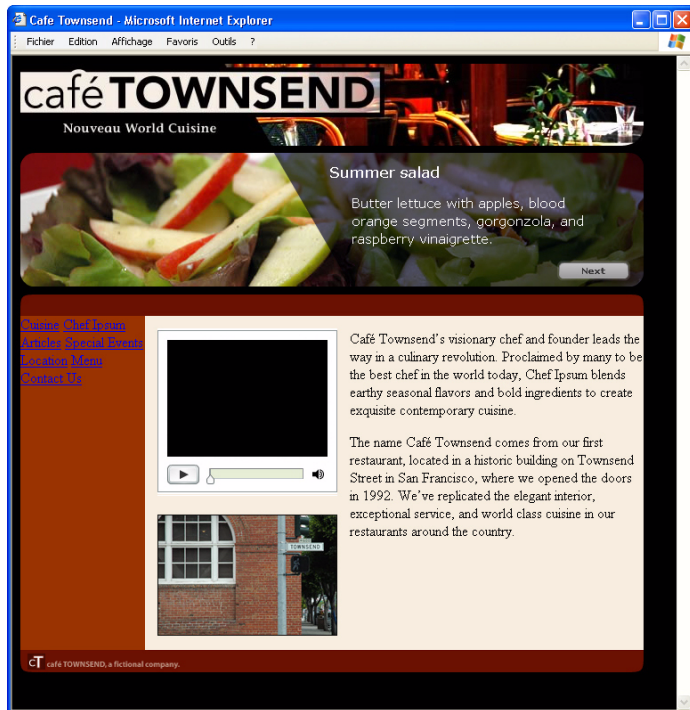 Cafe Townsend - Microsoft Internet Explorer
Fichier Edition Affichage Favoris Outils ?
café TOWNSEND
Nouveau World Cuisine
Summer salad
Butter lettuce with apples, blood
orange segments, gorgonzola, and
raspberry vinaigrette.
Next
Cuisine Chef Ipsum
Articles Special Events
Location Menu
Contact Us
Café Townsend's visionary chef and founder leads the
way in a culinary revolution. Proclaimed by many to be
the best chef in the world today, Chef Ipsum blends
earthy seasonal flavors and bold ingredients to create
exquisite contemporary cuisine.
The name Café Townsend comes from our first
restaurant, located in a historic building on Townsend
Street in San Francisco, where we opened the doors
in 1992. We've replicated the elegant interior,
exceptional service, and world class cuisine in our
restaurants around the country.
TOWNSEND
cT café TOWNSEND, a fictional company.